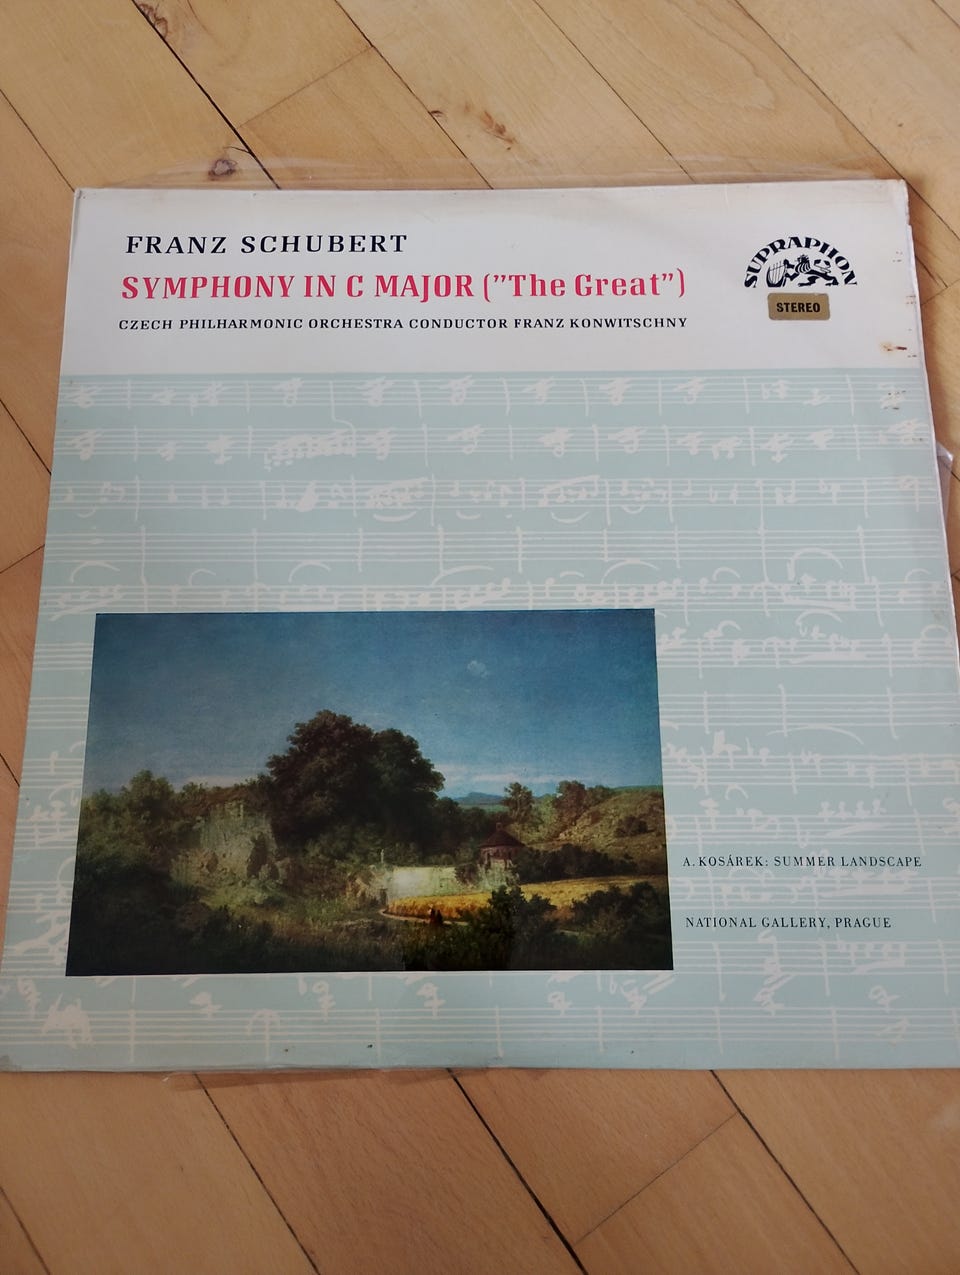 FRANZ SCHUBERT
SYMPHONY IN C MAJOR ("The Great")
CZECH PHILHARMONIC ORCHESTRA CONDUCTOR FRANZ KONWITSCHNY
SUPRAPHON
STEREO
A. KOSÁREK: SUMMER LANDSCAPE
NATIONAL GALLERY, PRAGUE